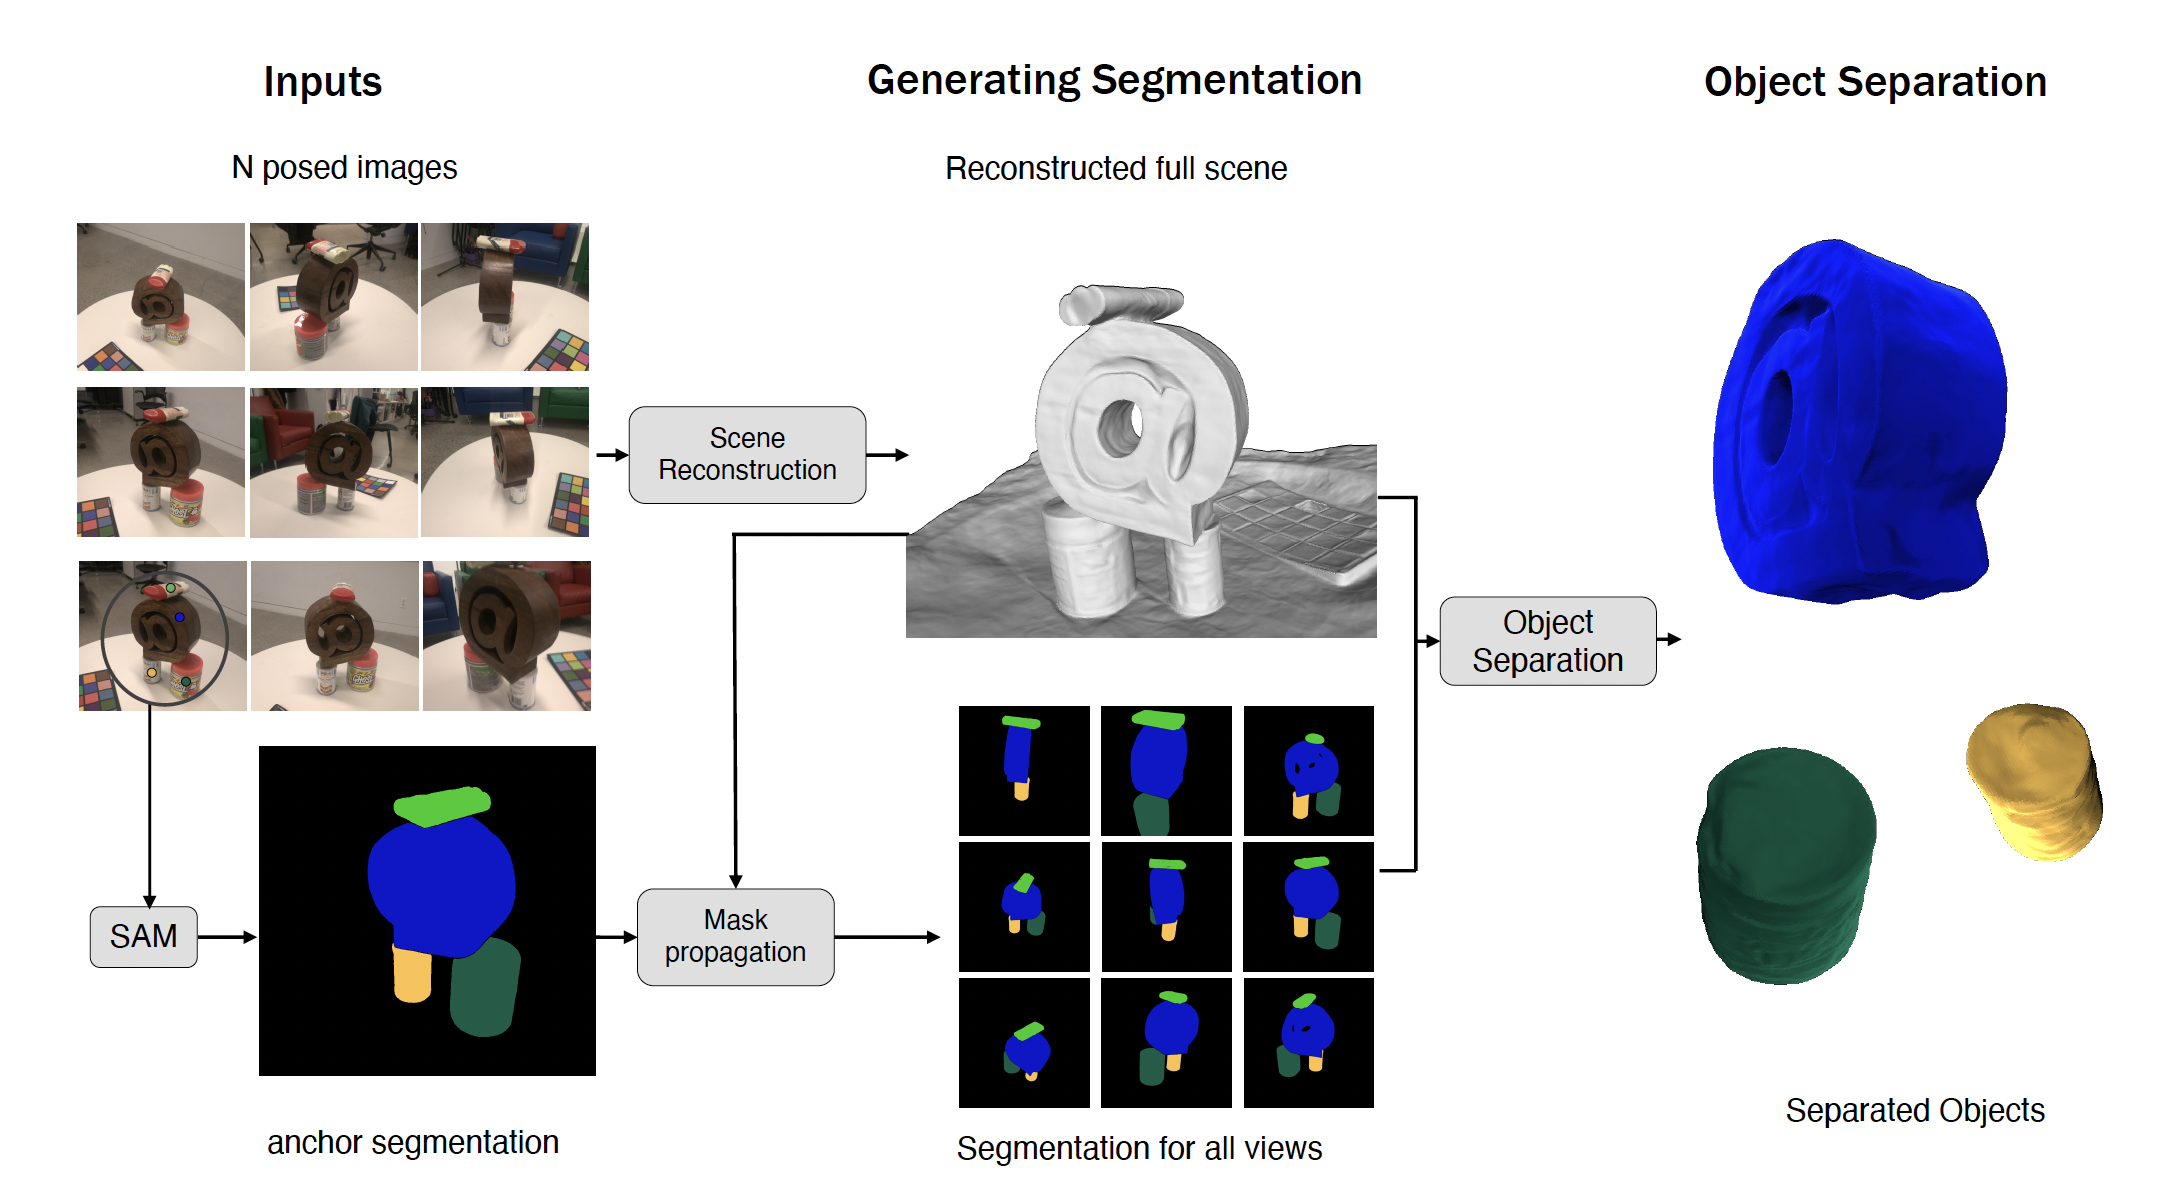 Inputs
Generating Segmentation
Object Separation
N posed images
Reconstructed full scene
Scene
Reconstruction
Object
Separation
SAM
Mask
propagation
anchor segmentation
Segmentation for all views
Separated Objects